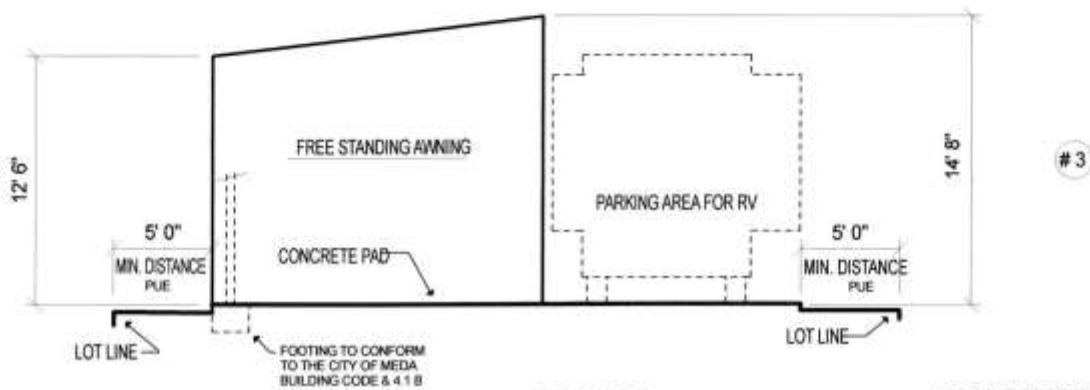 12' 6"
FREE STANDING AWNING
14' 8"
# 3
PARKING AREA FOR RV
5' 0"
MIN. DISTANCE
PUE
CONCRETE PAD
5' 0"
MIN. DISTANCE
PUE
LOT LINE
FOOTING TO CONFORM
TO THE CITY OF MEDA
BUILDING CODE & 4.1 B
LOT LINE